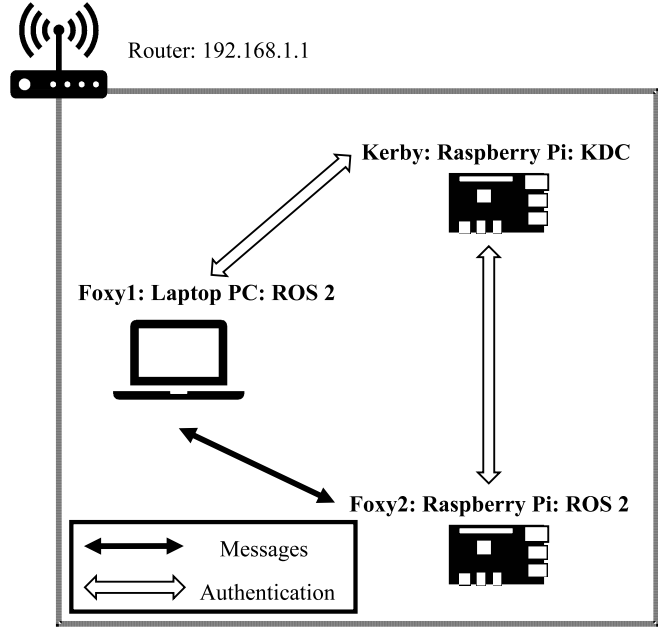 Router: 192.168.1.1
Kerby: Raspberry Pi: KDC
Foxy1: Laptop PC: ROS 2
Foxy2: Raspberry Pi: ROS 2
Messages
Authentication